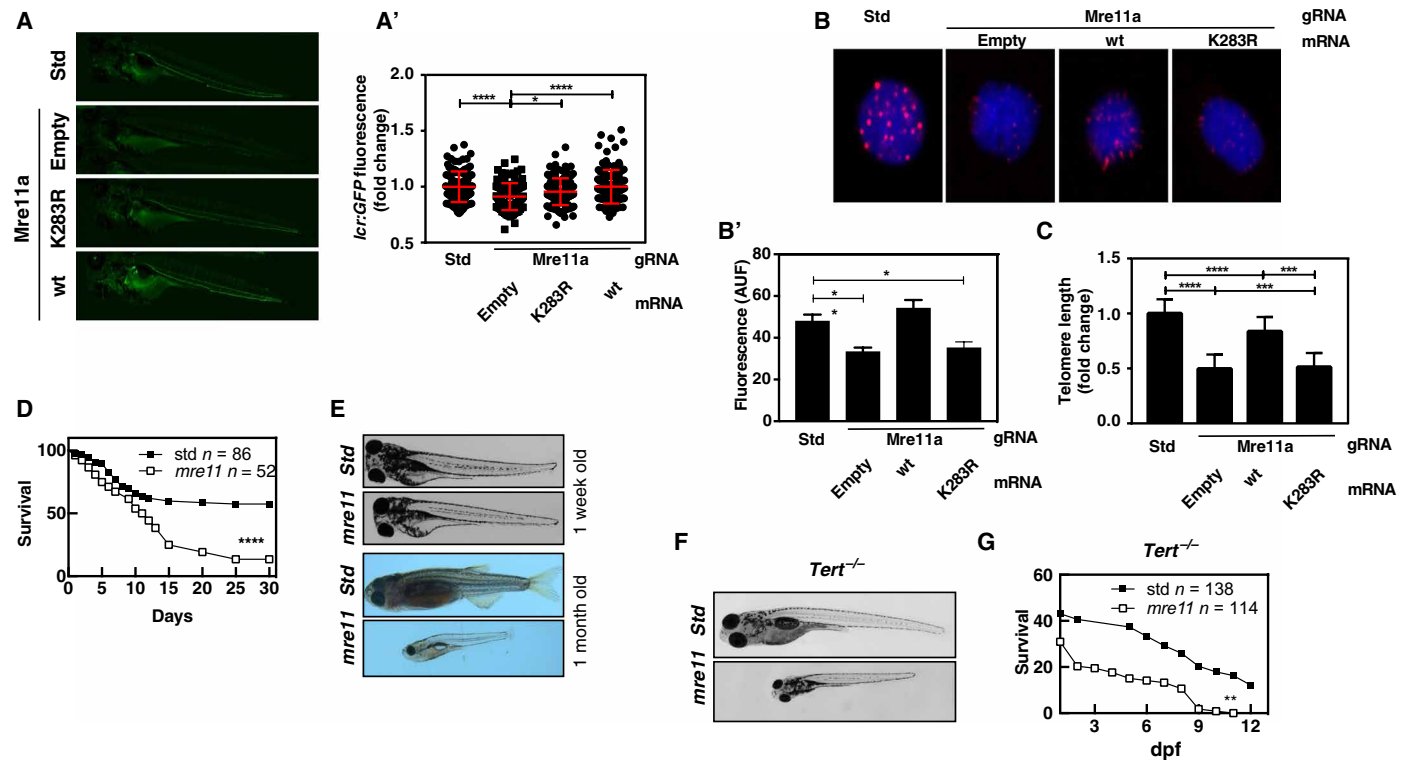 A
Std
Mre11a
Empty
K283R
wt
A'
lcr:GFP fluorescence
(fold change)
2.0
1.5
1.0
0.5
****
*
****
Std
Mre11a
gRNA
Empty
K283R
wt
mRNA
B
Std
Mre11a
gRNA
Empty
wt
K283R
mRNA
B'
Fluorescence (AUF)
80
60
40
20
0
*
*
*
Std
Mre11a
gRNA
Empty
wt
K283R
mRNA
C
Telomere length
(fold change)
1.5
1.0
0.5
0.0
**** ***
**** ***
Std
Mre11a
gRNA
Empty
wt
K283R
mRNA
D
Survival
100
50
0
std n = 86
mre11 n = 52
****
0 5 10 15 20 25 30
Days
E
Std
mre11
1 week old
Std
mre11
1 month old
F
Tert–/–
Std
mre11
G
Tert–/–
Survival
60
40
20
0
std n = 138
mre11 n = 114
**
3 6 9 12
dpf